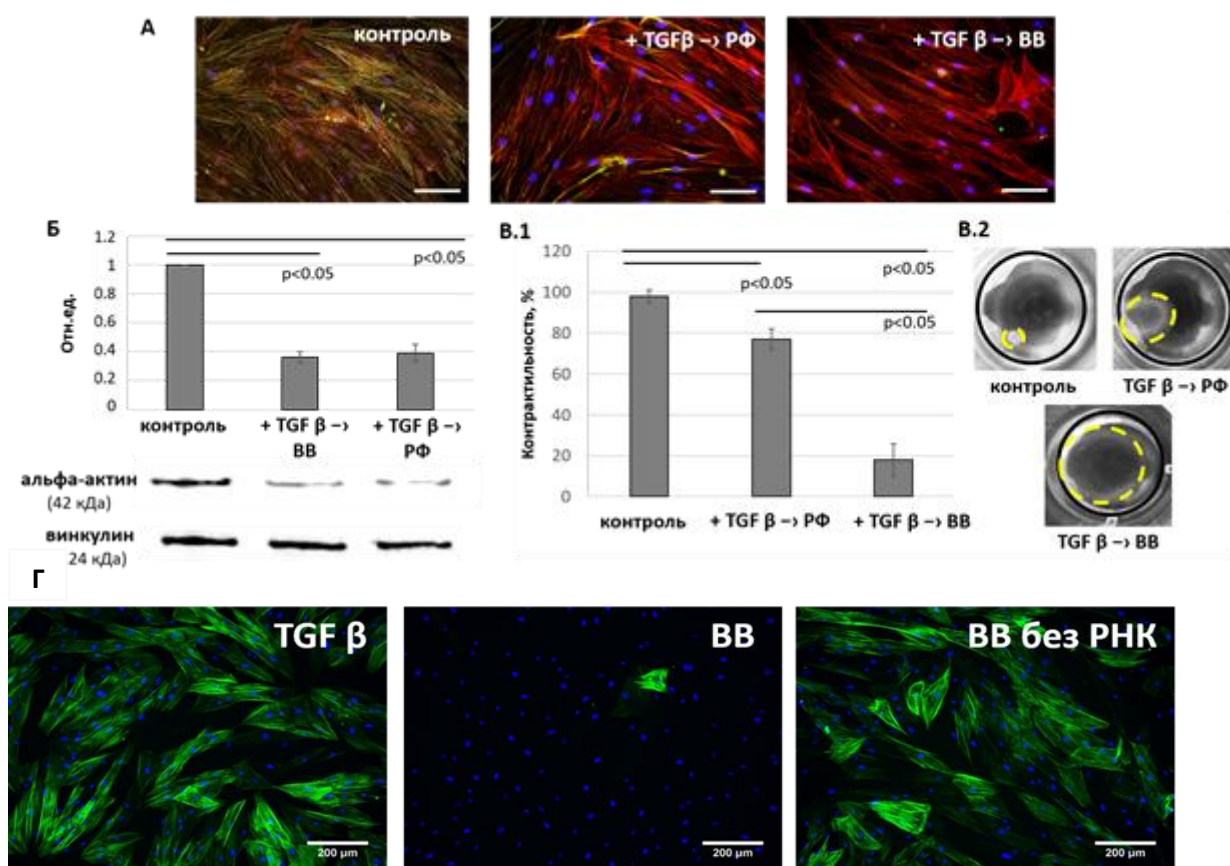 А
контроль
+ TGFβ –› РФ
+ TGF β –› ВВ
Б
1.2
1
0.8
0.6
0.4
0.2
0
Отн.ед.
p<0.05
p<0.05
контроль
+ TGF β –›
ВВ
+ TGF β –›
РФ
альфа-актин
(42 кДа)
винкулин
24 кДа)
В.1
120
100
80
60
40
20
0
Контрактильность, %
p<0.05
p<0.05
p<0.05
контроль
+ TGF β –› РФ
+ TGF β –› ВВ
В.2
контроль
TGF β –› РФ
TGF β –› ВВ
Г
TGF β
ВВ
ВВ без РНК
200 µm
200 µm
200 µm